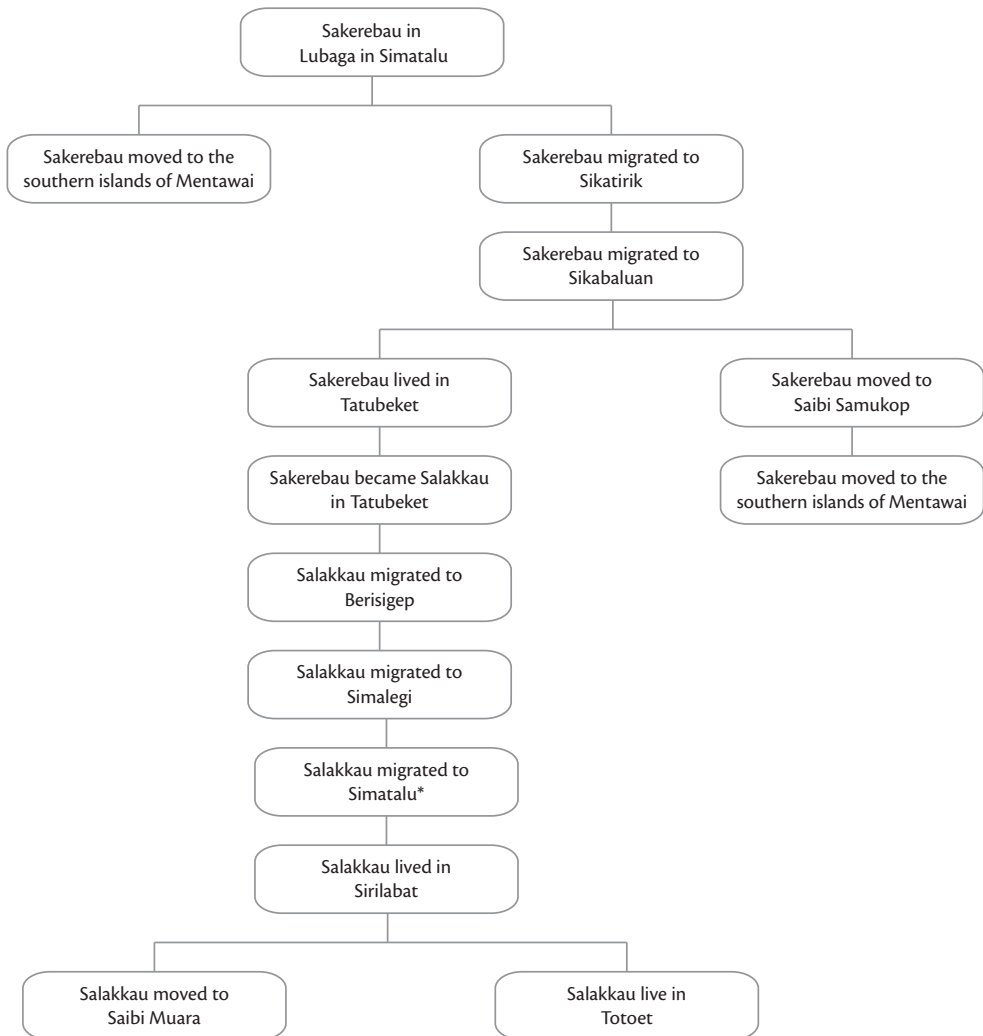 Sakerebau in
Lubaga in Simatalu
Sakerebau moved to the
southern islands of Mentawai
Sakerebau migrated to
Sikatirik
Sakerebau migrated to
Sikabaluan
Sakerebau lived in
Tatubeket
Sakerebau moved to
Saibi Samukop
Sakerebau became Salakkau
in Tatubeket
Sakerebau moved to the
southern islands of Mentawai
Salakkau migrated to
Berisigep
Salakkau migrated to
Simalegi
Salakkau migrated to
Simatalu*
Salakkau lived in
Sirilabat
Salakkau moved to
Saibi Muara
Salakkau live in
Totoet